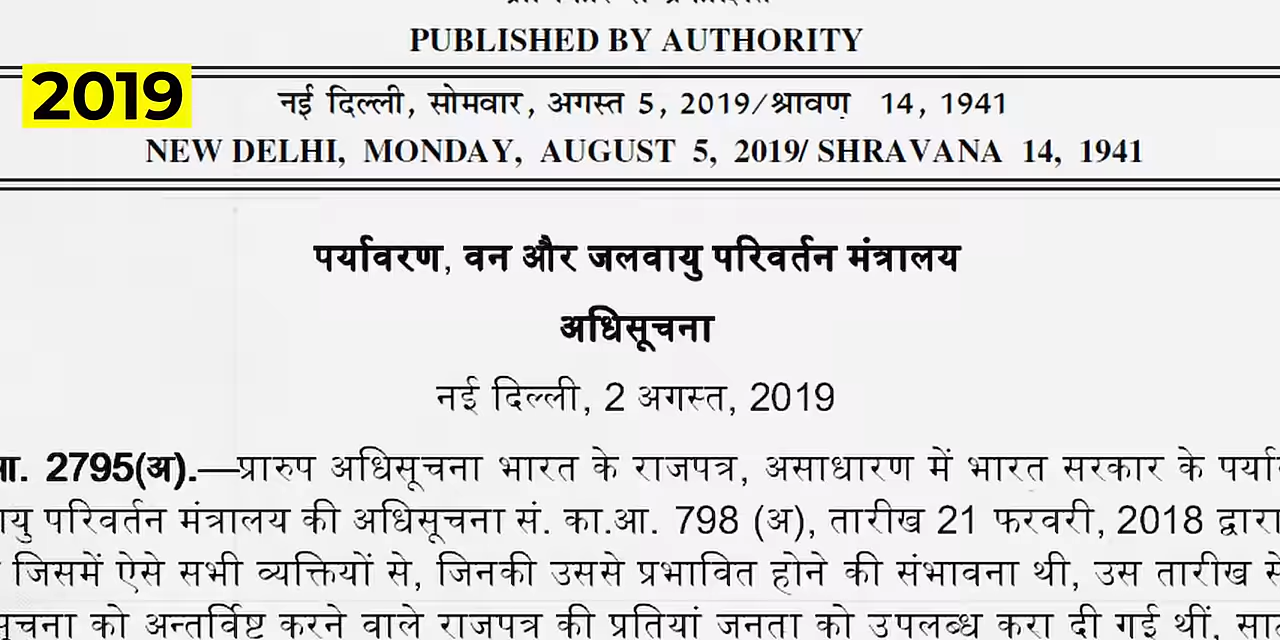 PUBLISHED BY AUTHORITY
2019
नई दिल्ली, सोमवार, अगस्त 5, 2019/श्रावण 14, 1941
NEW DELHI, MONDAY, AUGUST 5, 2019/ SHRAVANA 14, 1941
पर्यावरण, वन और जलवायु परिवर्तन मंत्रालय
अधिसूचना
नई दिल्ली, 2 अगस्त, 2019
2795(अ).—प्रारुप अधिसूचना भारत के राजपत्र, असाधारण में भारत सरकार के
परिवर्तन मंत्रालय की अधिसूचना सं. का.आ. 798 (अ), तारीख 21 फरवरी, 2018 द्वारा
जिसमें ऐसे सभी व्यक्तियों से, जिनकी उससे प्रभावित होने की संभावना थी, उस तारीख से
को अन्तर्विष्ट करने वाले राजपत्र की प्रतियां जनता को उपलब्ध करा दी गई थीं,